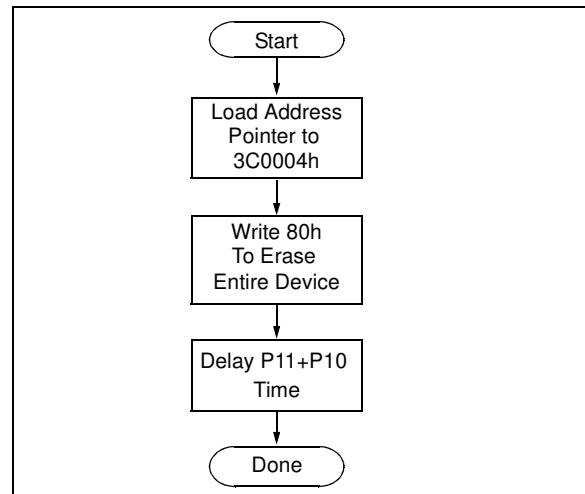 Start
Load Address
Pointer to
3C0004h
Write 80h
To Erase
Entire Device
Delay P11+P10
Time
Done